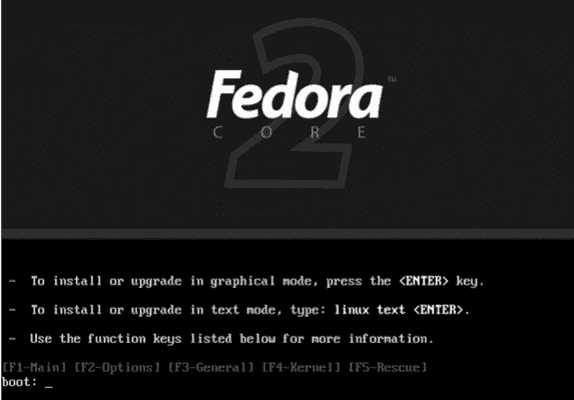 2
Fedora™
CORE
- To install or upgrade in graphical mode, press the <ENTER> key.
- To install or upgrade in text mode, type: linux text <ENTER>.
- Use the function keys listed below for more information.
[F1-Main] [F2-Options] [F3-General] [F4-Kernel] [F5-Rescue]
boot: _